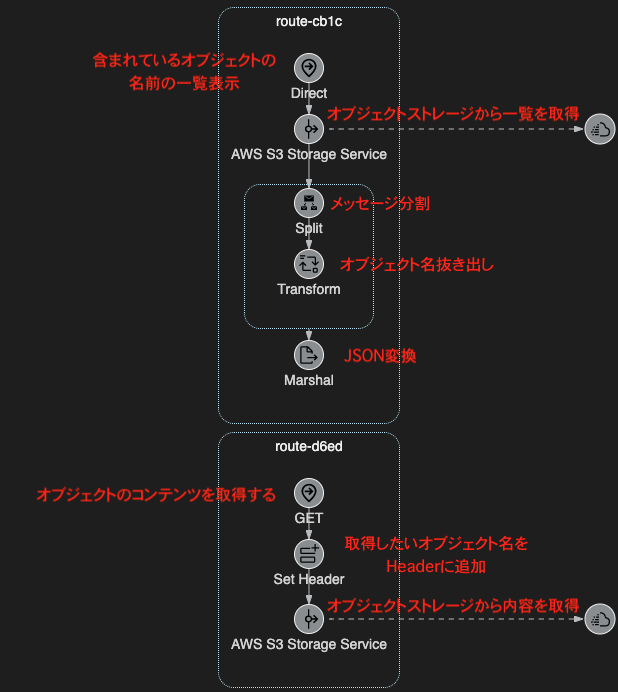 route-cb1c
含まれているオブジェクトの
名前の一覧表示
Direct
オブジェクトストレージから一覧を取得
AWS S3 Storage Service
メッセージ分割
Split
オブジェクト名抜き出し
Transform
JSON変換
Marshal
route-d6ed
オブジェクトのコンテンツを取得する
GET
取得したいオブジェクト名を
Headerに追加
Set Header
オブジェクトストレージから内容を取得
AWS S3 Storage Service